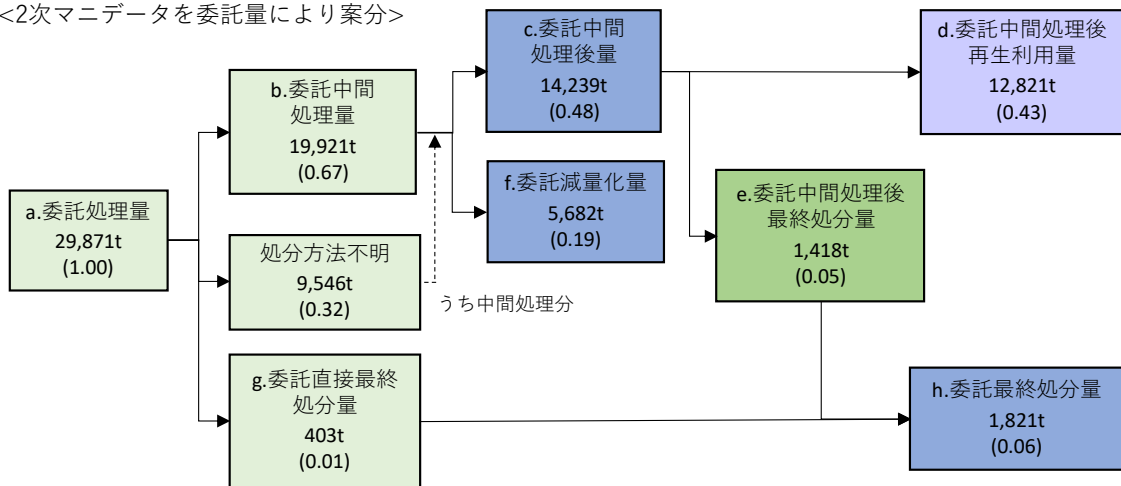 <2次マニデータを委託量により案分>
a.委託処理量
29,871t
(1.00)
b.委託中間
処理量
19,921t
(0.67)
処分方法不明
9,546t
(0.32)
うち中間処理分
g.委託直接最終
処分量
403t
(0.01)
c.委託中間
処理後量
14,239t
(0.48)
f.委託減量化量
5,682t
(0.19)
d.委託中間処理後
再生利用量
12,821t
(0.43)
e.委託中間処理後
最終処分量
1,418t
(0.05)
h.委託最終処分量
1,821t
(0.06)